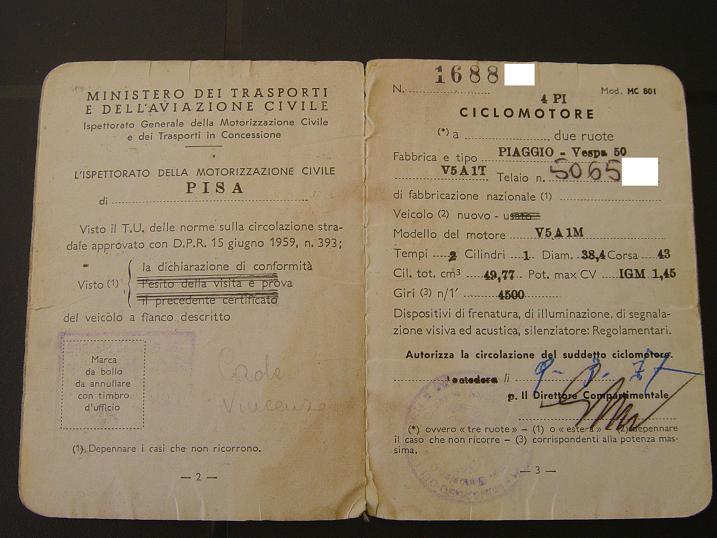 MINISTERO DEI TRASPORTI
E DELL'AVIAZIONE CIVILE
Ispettorato Generale della Motorizzazione Civile
e dei Trasporti in Concessione
L'ISPETTORATO DELLA MOTORIZZAZIONE CIVILE
di PISA
Visto il T.U. delle norme sulla circolazione stra-
dale approvato con D.P.R. 15 giugno 1959, n. 393;
Visto (1)
la dichiarazione di conformità
l'esito della visita e prova
il precedente certificato
del veicolo a fianco descritto
Marca
da bollo
da annullare
con timbro
d'ufficio
(1) Depennare i casi che non ricorrono.
— 2 —
N. 1688
Mod. MC 801
4 PI
CICLOMOTORE
(*) a due ruote
Fabbrica e tipo PIAGGIO - Vespa 50
V5A1T Telaio n. 5065
di fabbricazione nazionale (1)
Veicolo (2) nuovo - usato
Modello del motore V5A1M
Tempi 2 Cilindri 1 Diam. 38,4 Corsa 43
Cil. tot. cm³ 49,77 Pot. max CV IGM 1,45
Giri (3) n/1' 4500
Dispositivi di frenatura, di illuminazione, di segnala-
zione visiva ed acustica, silenziatore: Regolamentari.
Autorizza la circolazione del suddetto ciclomotore.
li
p. Il Direttore Compartimentale
(*) ovvero « tre ruote » - (1) o « estera » - (2) depennare
il caso che non ricorre - (3) corrispondenti alla potenza mas-
sima.
— 3 —